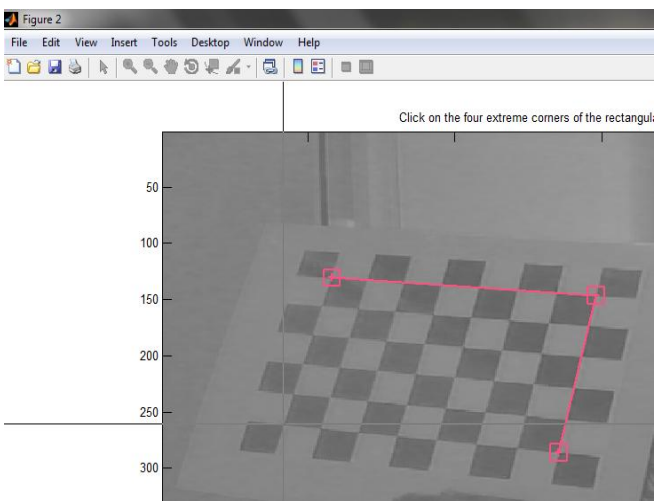 Figure 2
File Edit View Insert Tools Desktop Window Help
Click on the four extreme corners of the rectangula
50
100
150
200
250
300